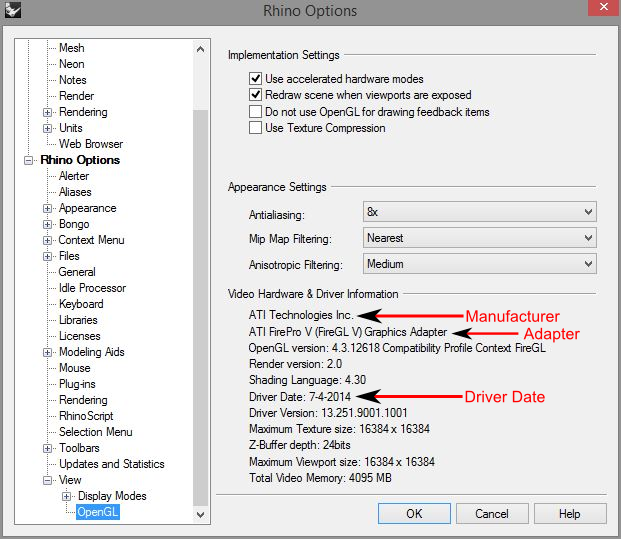 Rhino Options
Mesh
Neon
Notes
Render
Rendering
Units
Web Browser
Rhino Options
Alerter
Aliases
Appearance
Bongo
Context Menu
Files
General
Idle Processor
Keyboard
Libraries
Licenses
Modeling Aids
Mouse
Plug-ins
Rendering
RhinoScript
Selection Menu
Toolbars
Updates and Statistics
View
Display Modes
OpenGL
Implementation Settings
Use accelerated hardware modes
Redraw scene when viewports are exposed
Do not use OpenGL for drawing feedback items
Use Texture Compression
Appearance Settings
Antialiasing: 8x
Mip Map Filtering: Nearest
Anisotropic Filtering: Medium
Video Hardware & Driver Information
ATI Technologies Inc. Manufacturer
ATI FirePro V (FireGL V) Graphics Adapter Adapter
OpenGL version: 4.3.12618 Compatibility Profile Context FireGL
Render version: 2.0
Shading Language: 4.30
Driver Date: 7-4-2014 Driver Date
Driver Version: 13.251.9001.1001
Maximum Texture size: 16384 x 16384
Z-Buffer depth: 24bits
Maximum Viewport size: 16384 x 16384
Total Video Memory: 4095 MB
OK Cancel Help